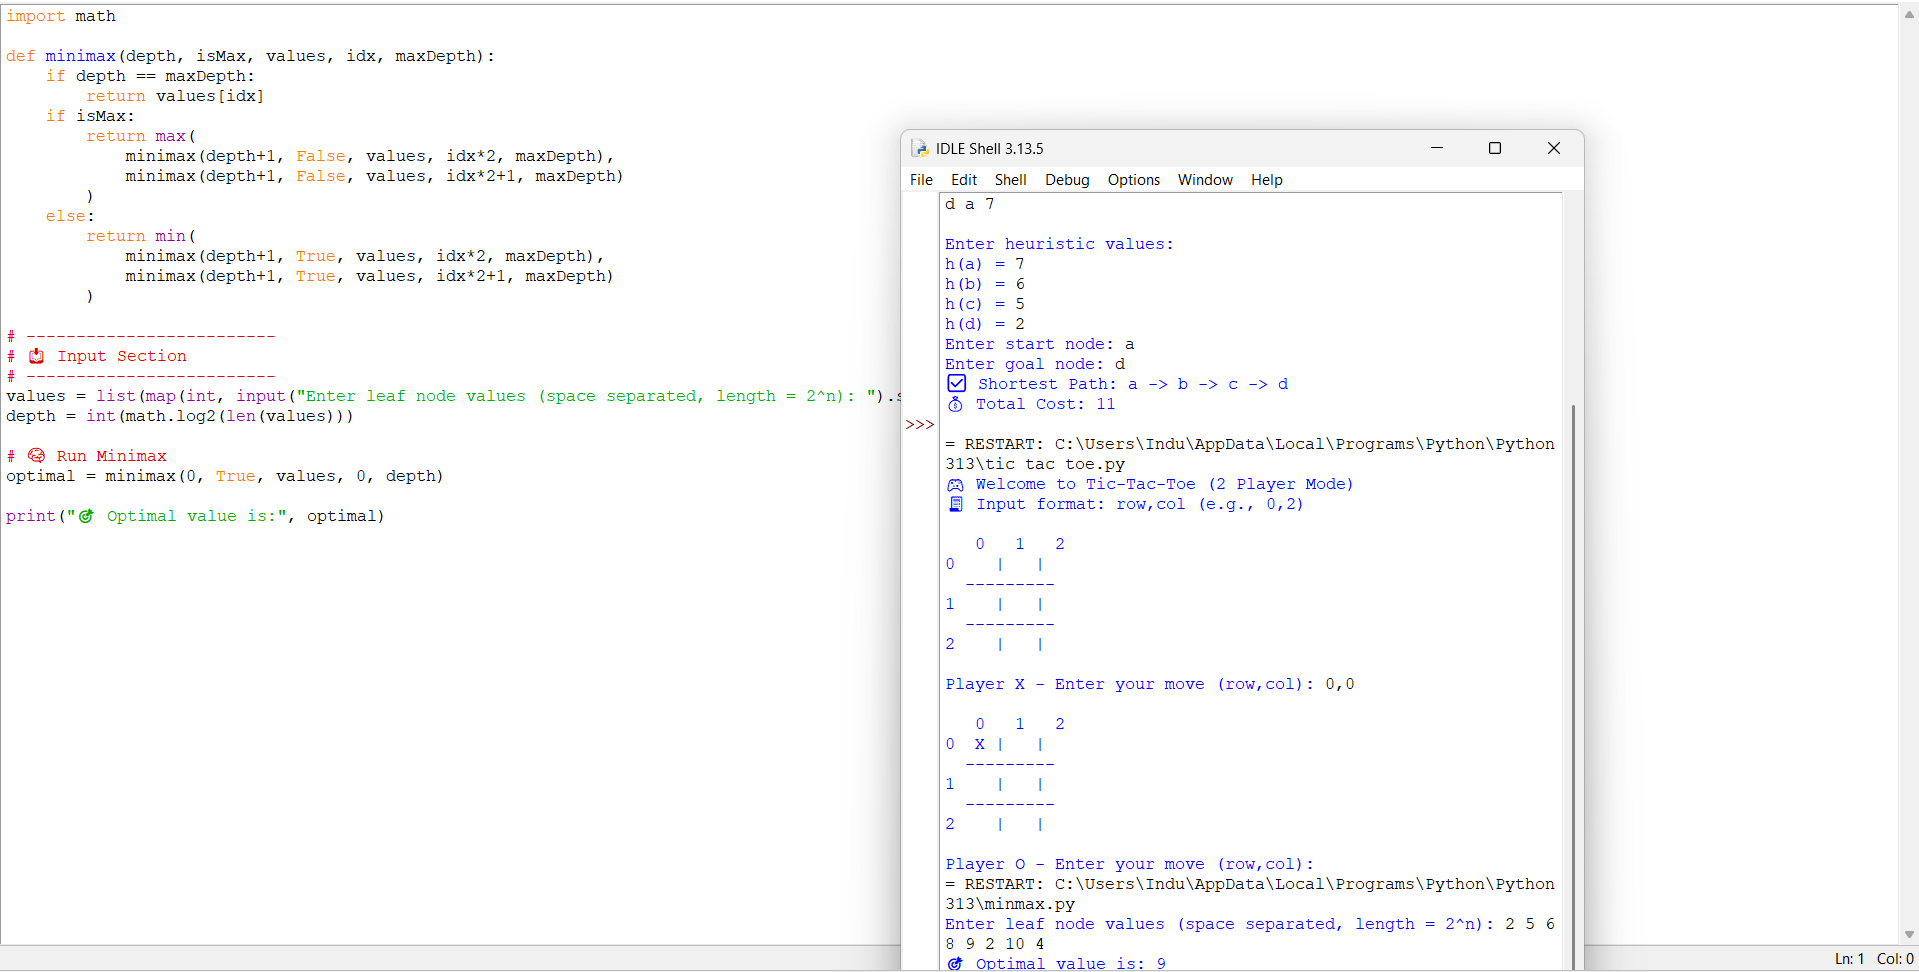 import math
def minimax(depth, isMax, values, idx, maxDepth):
    if depth == maxDepth:
        return values[idx]
    if isMax:
        return max(
            minimax(depth+1, False, values, idx*2, maxDepth),
            minimax(depth+1, False, values, idx*2+1, maxDepth)
        )
    else:
        return min(
            minimax(depth+1, True, values, idx*2, maxDepth),
            minimax(depth+1, True, values, idx*2+1, maxDepth)
        )
# -------------------------
# 📥 Input Section
# -------------------------
values = list(map(int, input("Enter leaf node values (space separated, length = 2^n): ").s
depth = int(math.log2(len(values)))
# 🧠 Run Minimax
optimal = minimax(0, True, values, 0, depth)
print("🎯 Optimal value is:", optimal)
IDLE Shell 3.13.5
File Edit Shell Debug Options Window Help
d a 7
Enter heuristic values:
h(a) = 7
h(b) = 6
h(c) = 5
h(d) = 2
Enter start node: a
Enter goal node: d
✅ Shortest Path: a -> b -> c -> d
💰 Total Cost: 11
>>>
= RESTART: C:\Users\Indu\AppData\Local\Programs\Python\Python
313\tic tac toe.py
🎮 Welcome to Tic-Tac-Toe (2 Player Mode)
🧾 Input format: row,col (e.g., 0,2)
   0   1   2
0    |   |
  ---------
1    |   |
  ---------
2    |   |
Player X - Enter your move (row,col): 0,0
   0   1   2
0  X |   |
  ---------
1    |   |
  ---------
2    |   |
Player O - Enter your move (row,col):
= RESTART: C:\Users\Indu\AppData\Local\Programs\Python\Python
313\minmax.py
Enter leaf node values (space separated, length = 2^n): 2 5 6
8 9 2 10 4
🎯 Optimal value is: 9
Ln: 1 Col: 0